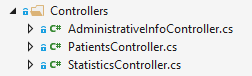 Controllers
C# AdministrativeInfoController.cs
C# PatientsController.cs
C# StatisticsController.cs